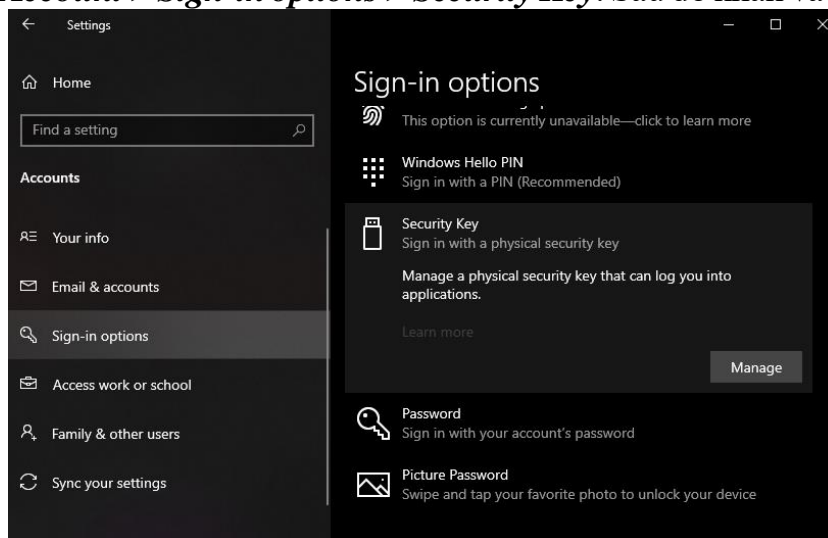 Settings
Home
Find a setting
Accounts
Your info
Email & accounts
Sign-in options
Access work or school
Family & other users
Sync your settings
Sign-in options
This option is currently unavailable—click to learn more
Windows Hello PIN
Sign in with a PIN (Recommended)
Security Key
Sign in with a physical security key
Manage a physical security key that can log you into
applications.
Learn more
Manage
Password
Sign in with your account's password
Picture Password
Swipe and tap your favorite photo to unlock your device